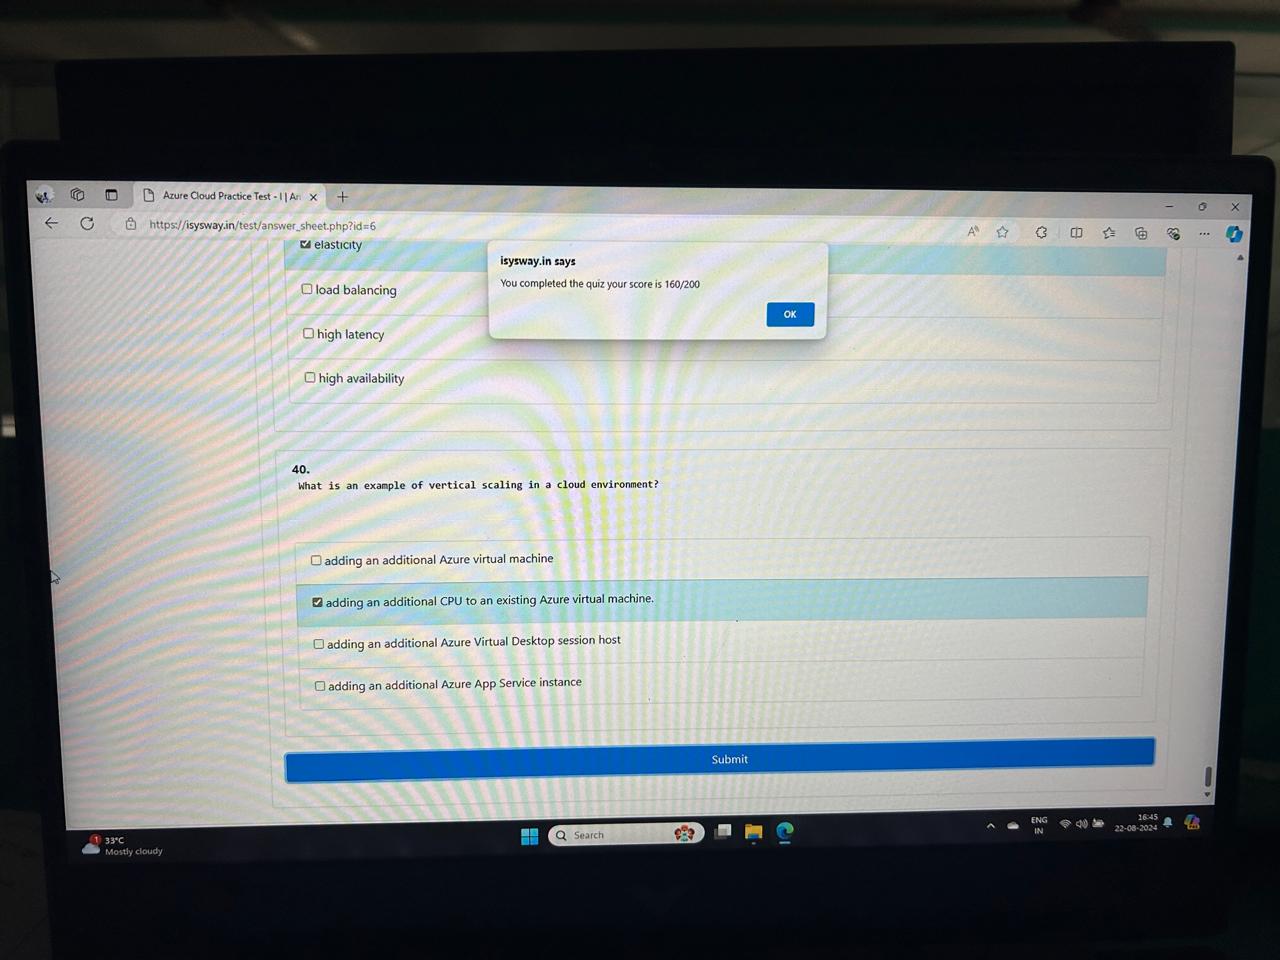 Azure Cloud Practice Test - I | Ar
https://isysway.in/test/answer_sheet.php?id=6
elasticity
isysway.in says
You completed the quiz your score is 160/200
OK
load balancing
high latency
high availability
40.
What is an example of vertical scaling in a cloud environment?
adding an additional Azure virtual machine
adding an additional CPU to an existing Azure virtual machine.
adding an additional Azure Virtual Desktop session host
adding an additional Azure App Service instance
Submit
1
33°C
Mostly cloudy
Search
ENG
IN
16:45
22-08-2024